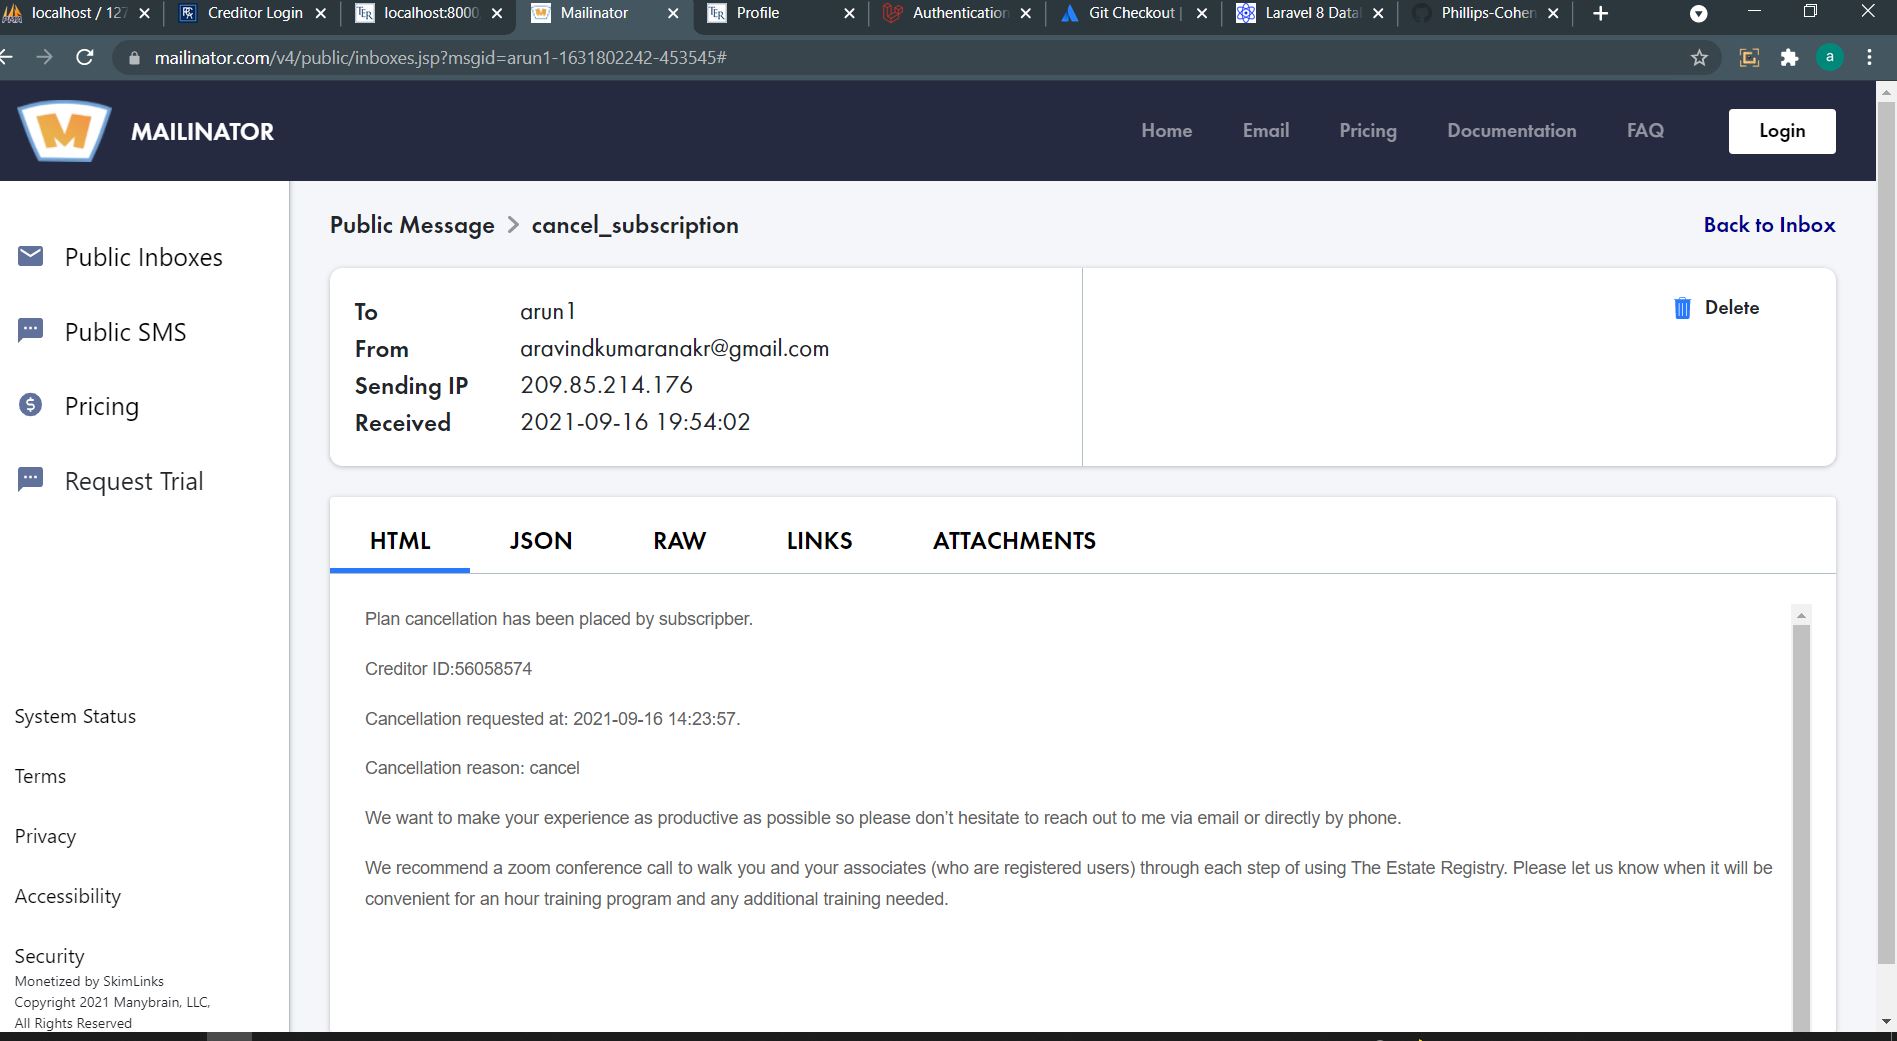 localhost / 127
Creditor Login
localhost:8000
Mailinator
Profile
Authentication
Git Checkout |
Laravel 8 Data
Phillips-Cohen
mailinator.com/v4/public/inboxes.jsp?msgid=arun1-1631802242-453545#
a
MAILINATOR
Home
Email
Pricing
Documentation
FAQ
Login
Public Inboxes
Public SMS
Pricing
Request Trial
System Status
Terms
Privacy
Accessibility
Security
Monetized by SkimLinks
Copyright 2021 Manybrain, LLC,
All Rights Reserved
Public Message > cancel_subscription
Back to Inbox
To arun1
From aravindkumaranakr@gmail.com
Sending IP 209.85.214.176
Received 2021-09-16 19:54:02
Delete
HTML JSON RAW LINKS ATTACHMENTS
Plan cancellation has been placed by subscripber.
Creditor ID:56058574
Cancellation requested at: 2021-09-16 14:23:57.
Cancellation reason: cancel
We want to make your experience as productive as possible so please don’t hesitate to reach out to me via email or directly by phone.
We recommend a zoom conference call to walk you and your associates (who are registered users) through each step of using The Estate Registry. Please let us know when it will be
convenient for an hour training program and any additional training needed.